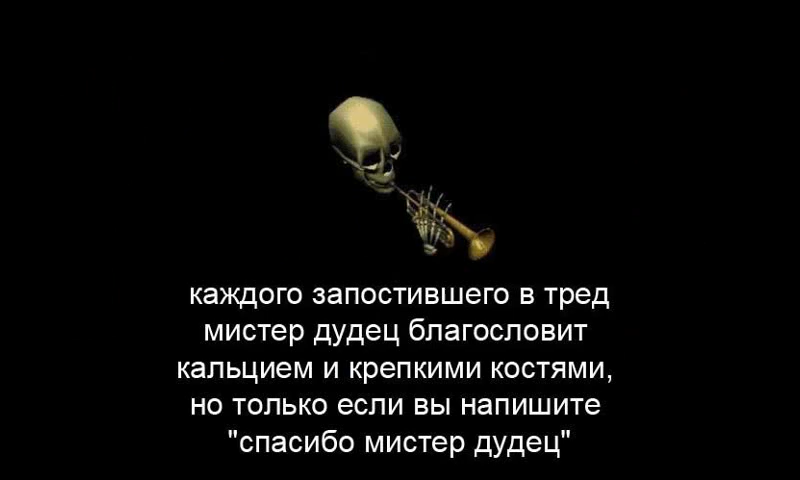 каждого запостившего в тред
мистер дудец благословит
кальцием и крепкими костями,
но только если вы напишите
"спасибо мистер дудец"